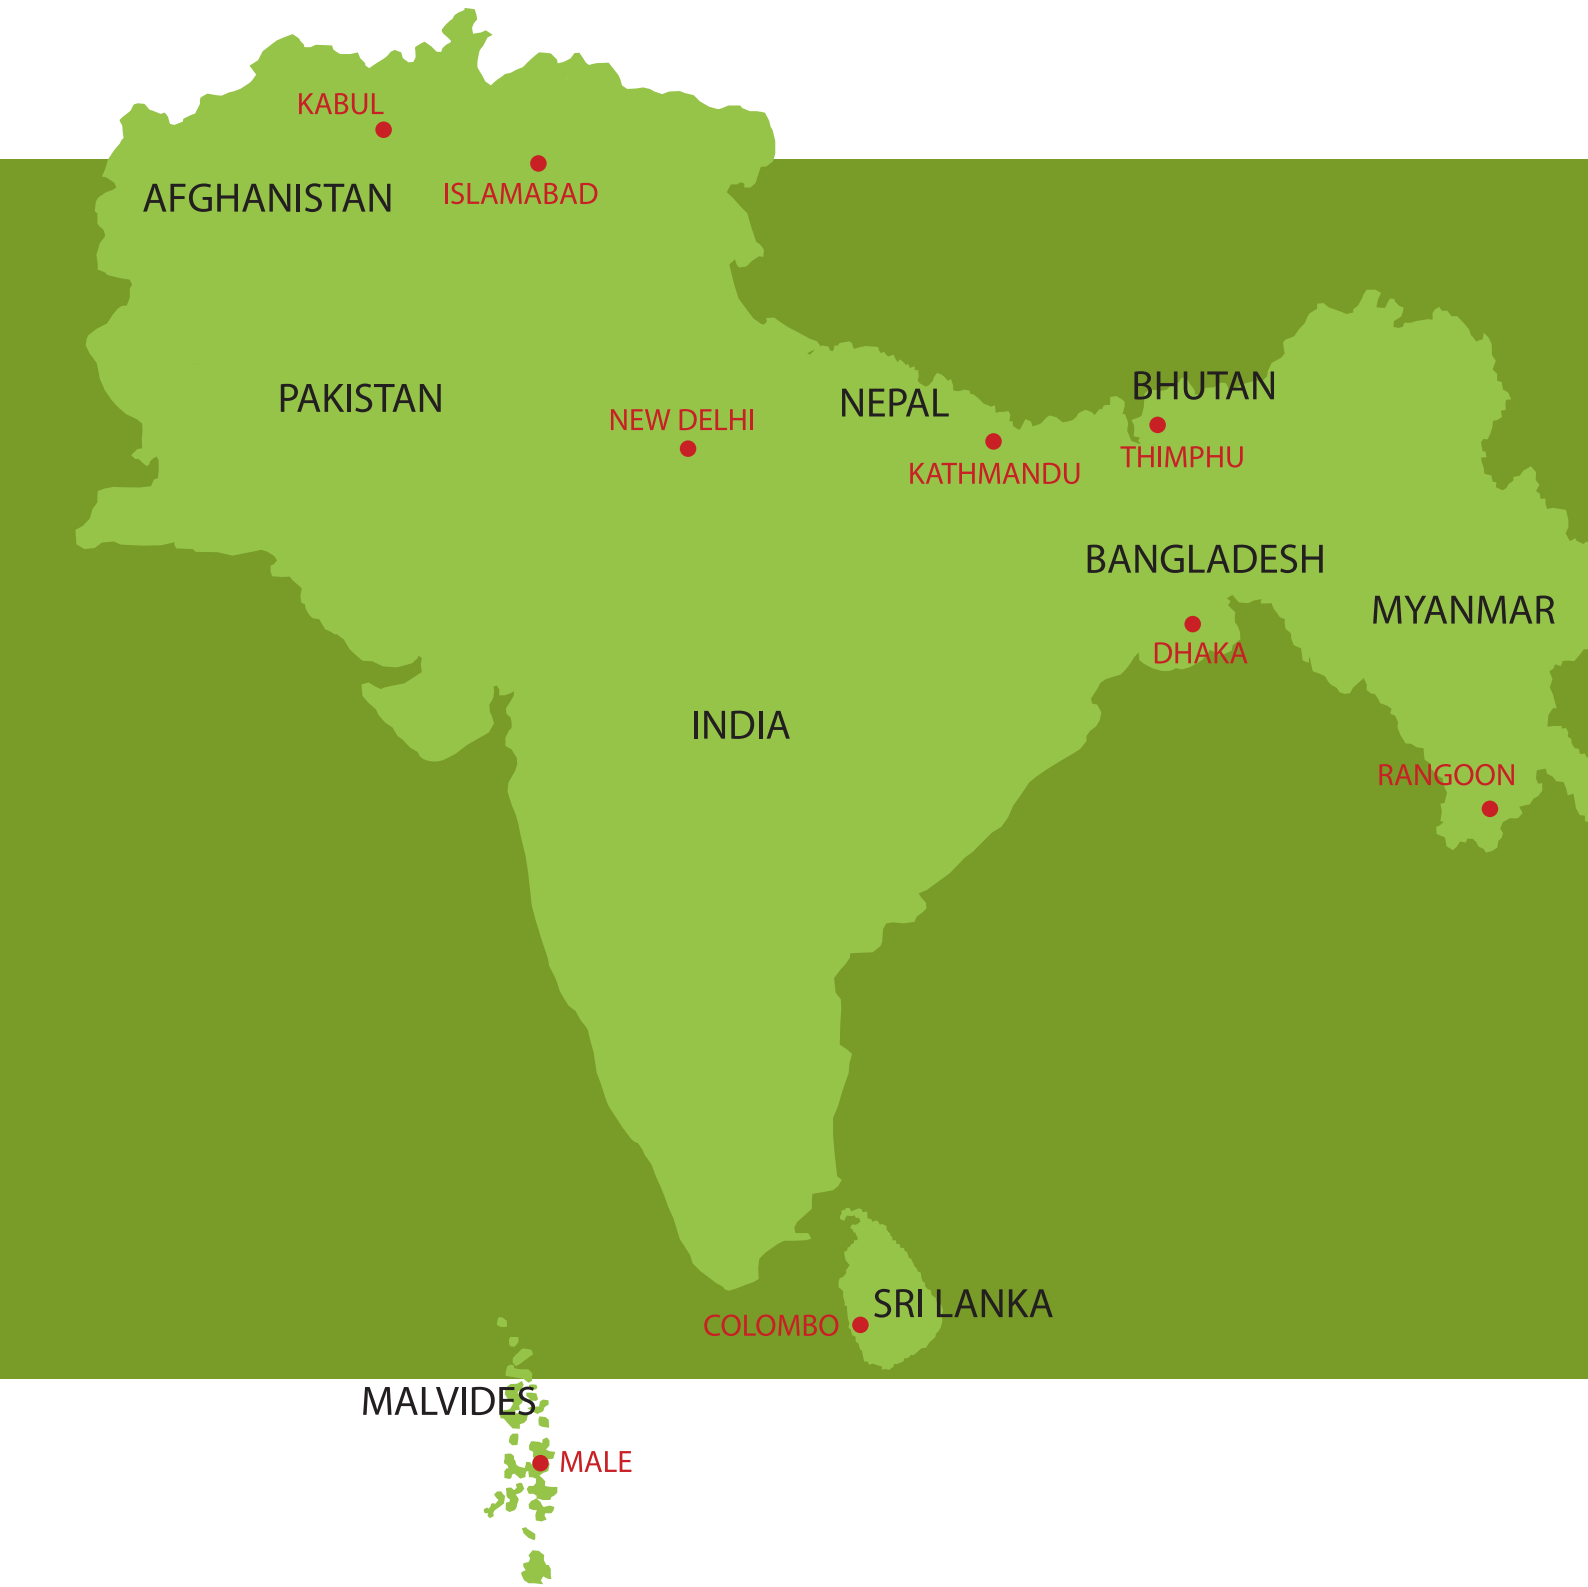 KABUL
ISLAMABAD
AFGHANISTAN
PAKISTAN
NEW DELHI
NEPAL
KATHMANDU
BHUTAN
THIMPHU
BANGLADESH
DHAKA
MYANMAR
RANGOON
INDIA
SRI LANKA
COLOMBO
MALVIDES
MALE